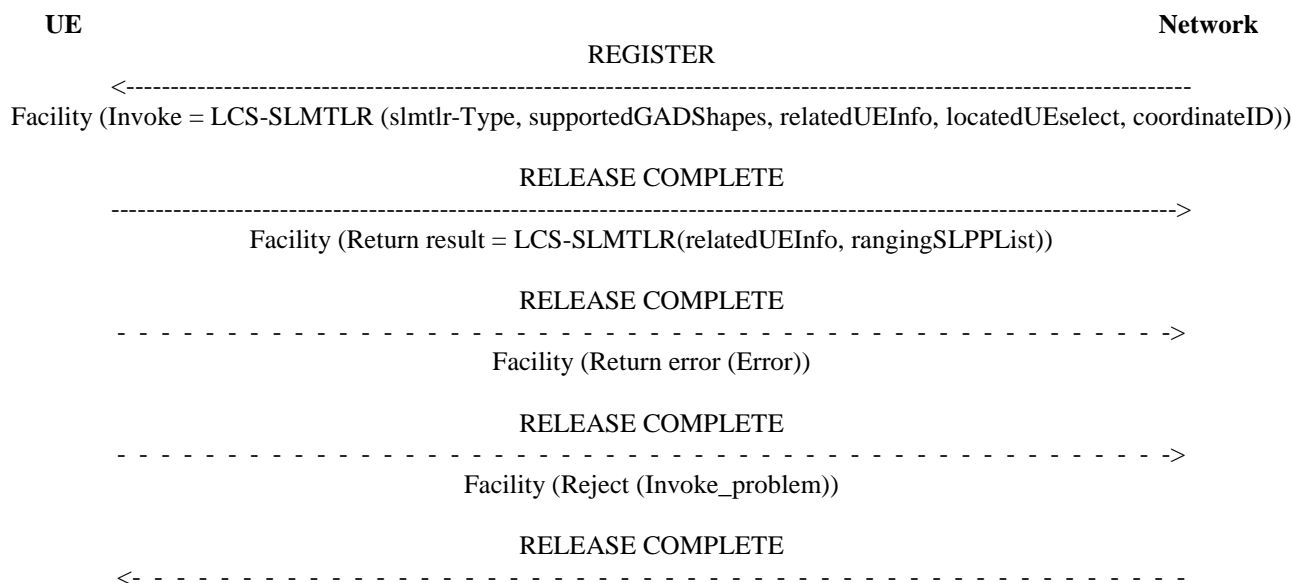 UE Network
REGISTER
<------------------------------------------------------------------------------------------------------------------------
Facility (Invoke = LCS-SLMTLR (slmtlr-Type, supportedGADShapes, relatedUEInfo, locatedUEselect, coordinateID))
RELEASE COMPLETE
------------------------------------------------------------------------------------------------------------------------>
Facility (Return result = LCS-SLMTLR(relatedUEInfo, rangingSLPPList))
RELEASE COMPLETE
- - - - - - - - - - - - - - - - - - - - - - - - - - - - - - - - - - - - - - - - - - - - - - - ->
Facility (Return error (Error))
RELEASE COMPLETE
- - - - - - - - - - - - - - - - - - - - - - - - - - - - - - - - - - - - - - - - - - - - - - - ->
Facility (Reject (Invoke_problem))
RELEASE COMPLETE
<- - - - - - - - - - - - - - - - - - - - - - - - - - - - - - - - - - - - - - - - - - - - - - - -